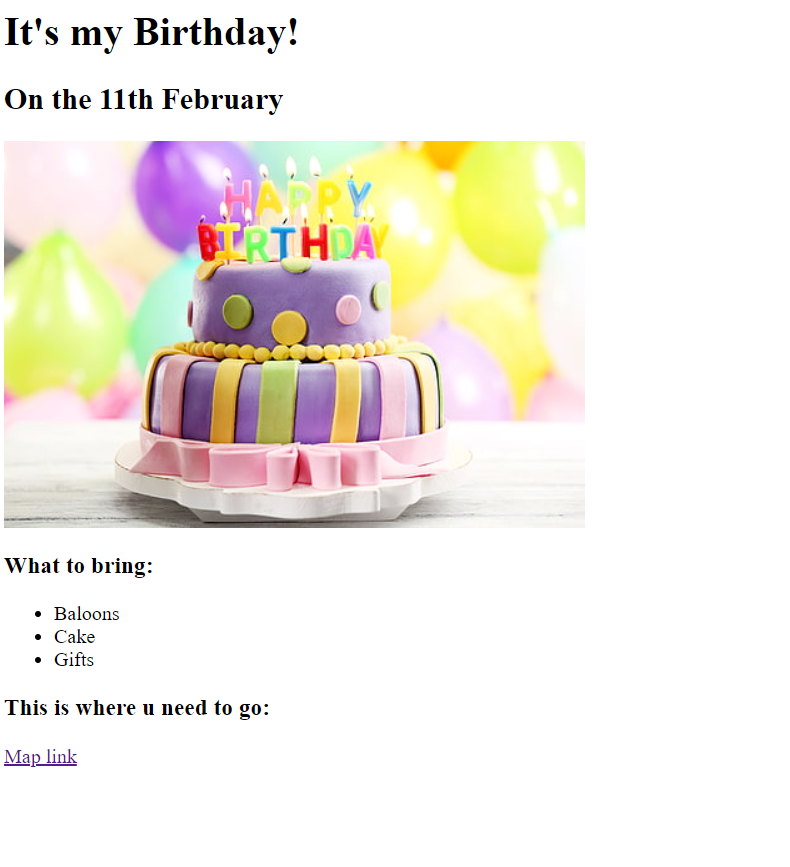 It's my Birthday!
On the 11th February
HAPPY
BIRTHDAY
What to bring:
Baloons
Cake
Gifts
This is where u need to go:
Map link